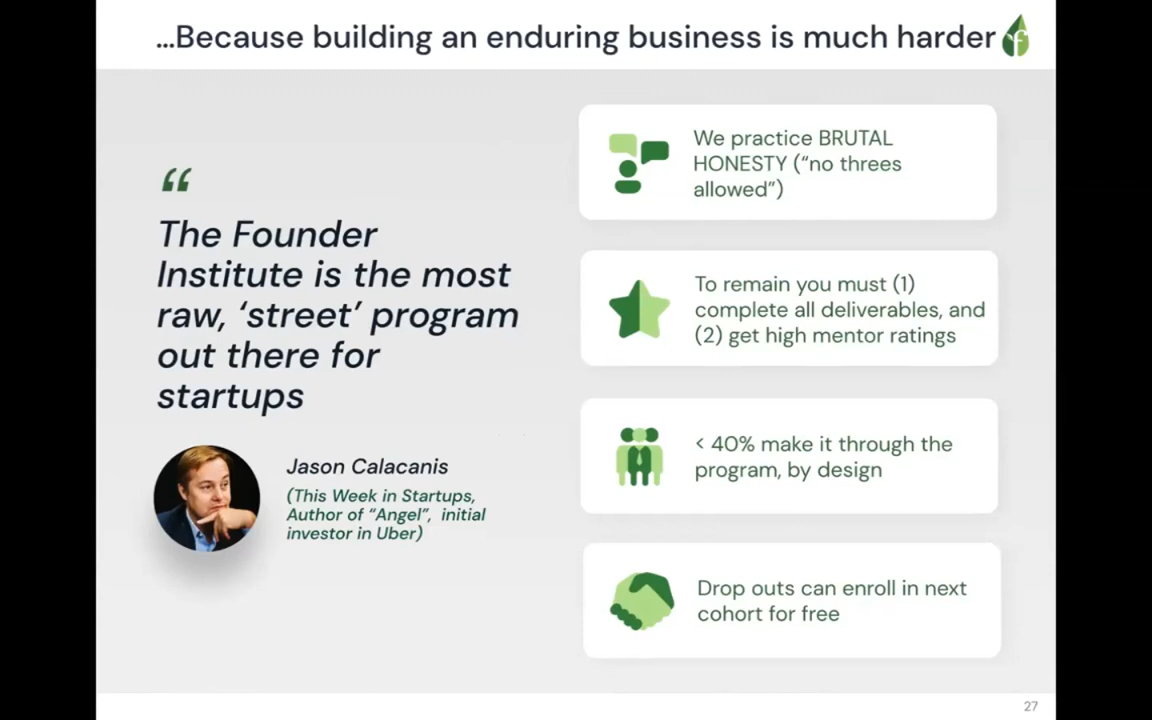 ...Because building an enduring business is much harder
“
The Founder
Institute is the most
raw, ‘street’ program
out there for
startups
Jason Calacanis
(This Week in Startups,
Author of “Angel”, initial
investor in Uber)
We practice BRUTAL
HONESTY (“no threes
allowed”)
To remain you must (1)
complete all deliverables, and
(2) get high mentor ratings
< 40% make it through the
program, by design
Drop outs can enroll in next
cohort for free
27